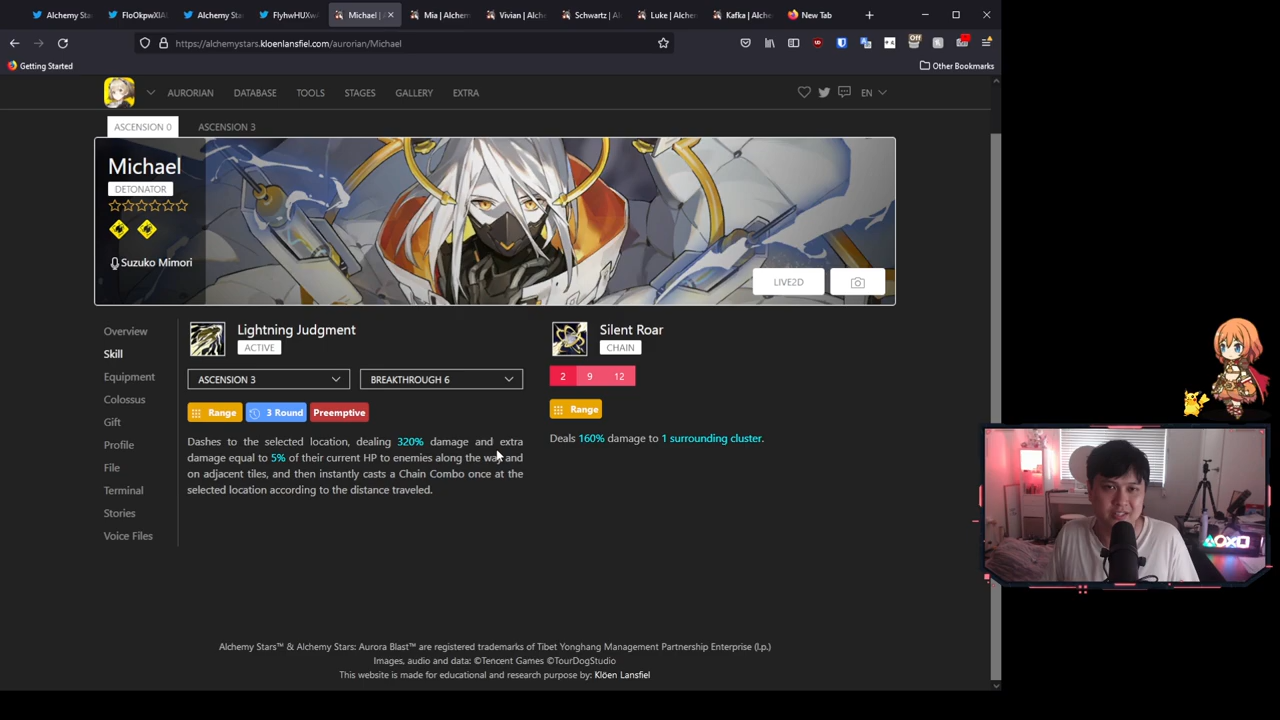 Alchemy Sta
FloOkpwXIA
Alchemy Sta
FlyhwHUXw
Michael |
Mia | Alchem
Vivian | Alche
Schwartz | Al
Luke | Alchem
Kafka | Alche
New Tab
https://alchemystars.kloenlansfiel.com/aurorian/Michael
Off
+4
Getting Started
Other Bookmarks
AURORIAN
DATABASE
TOOLS
STAGES
GALLERY
EXTRA
EN
ASCENSION 0
ASCENSION 3
Michael
DETONATOR
Suzuko Mimori
LIVE2D
Overview
Skill
Equipment
Colossus
Gift
Profile
File
Terminal
Stories
Voice Files
Lightning Judgment
ACTIVE
ASCENSION 3
BREAKTHROUGH 6
Range
3 Round
Preemptive
Dashes to the selected location, dealing 320% damage and extra
damage equal to 5% of their current HP to enemies along the way and
on adjacent tiles, and then instantly casts a Chain Combo once at the
selected location according to the distance traveled.
Silent Roar
CHAIN
2 9 12
Range
Deals 160% damage to 1 surrounding cluster.
Alchemy Stars™ & Alchemy Stars: Aurora Blast™ are registered trademarks of Tibet Yonghang Management Partnership Enterprise (l.p.)
Images, audio and data: ©Tencent Games ©TourDogStudio
This website is made for educational and research purpose by: Klöen Lansfiel